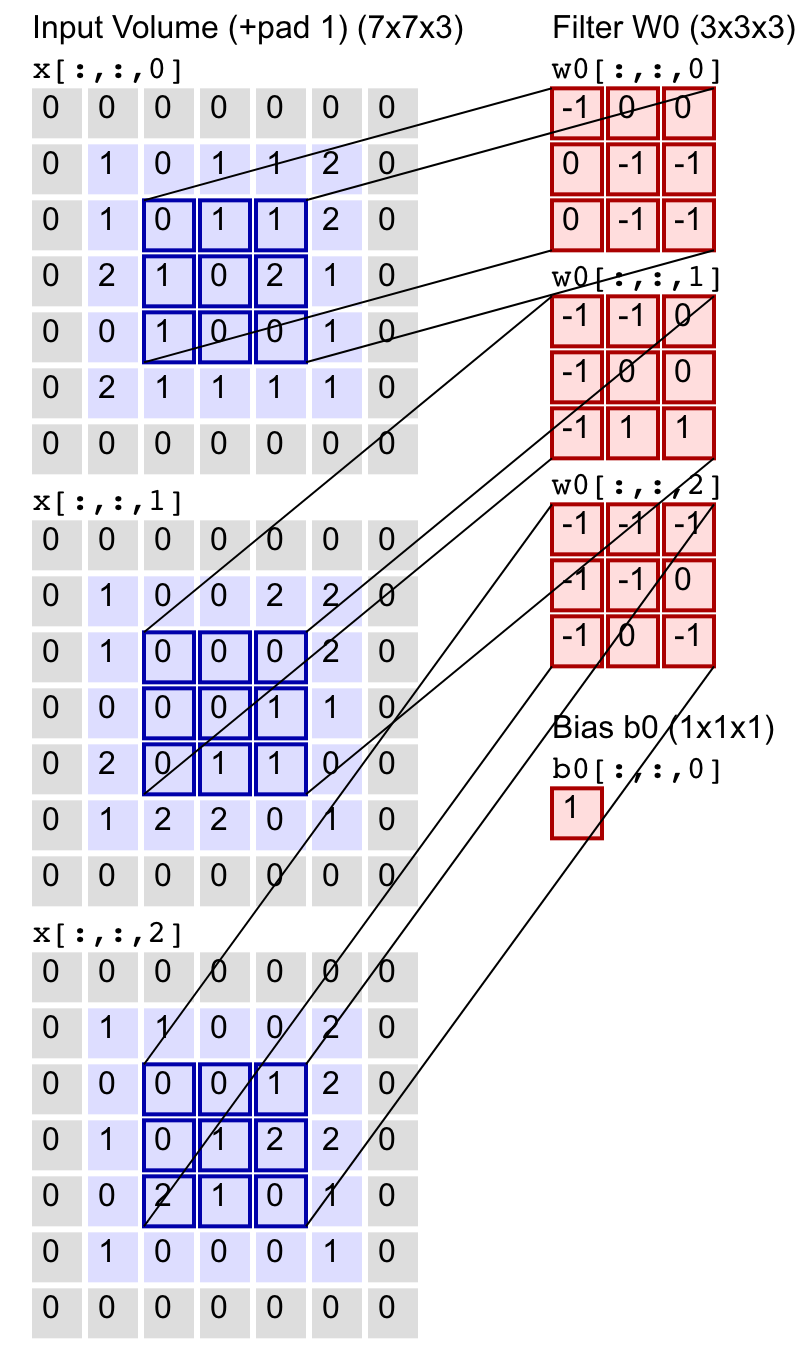 Input Volume (+pad 1) (7x7x3)
x[:,:,0]
0 0 0 0 0 0 0
0 1 0 1 1 2 0
0 1 0 1 1 2 0
0 2 1 0 2 1 0
0 0 1 0 0 1 0
0 2 1 1 1 1 0
0 0 0 0 0 0 0
x[:,:,1]
0 0 0 0 0 0 0
0 1 0 0 2 2 0
0 1 0 0 0 2 0
0 0 0 0 1 1 0
0 2 0 1 1 0 0
0 1 2 2 0 1 0
0 0 0 0 0 0 0
x[:,:,2]
0 0 0 0 0 0 0
0 1 1 0 0 2 0
0 0 0 0 1 2 0
0 1 0 1 2 2 0
0 0 2 1 0 1 0
0 1 0 0 0 1 0
0 0 0 0 0 0 0
Filter W0 (3x3x3)
w0[:,:,0]
-1 0 0
0 -1 -1
0 -1 -1
w0[:,:,1]
-1 -1 0
-1 0 0
-1 1 1
w0[:,:,2]
-1 -1 -1
-1 -1 0
-1 0 -1
Bias b0 (1x1x1)
b0[:,:,0]
1